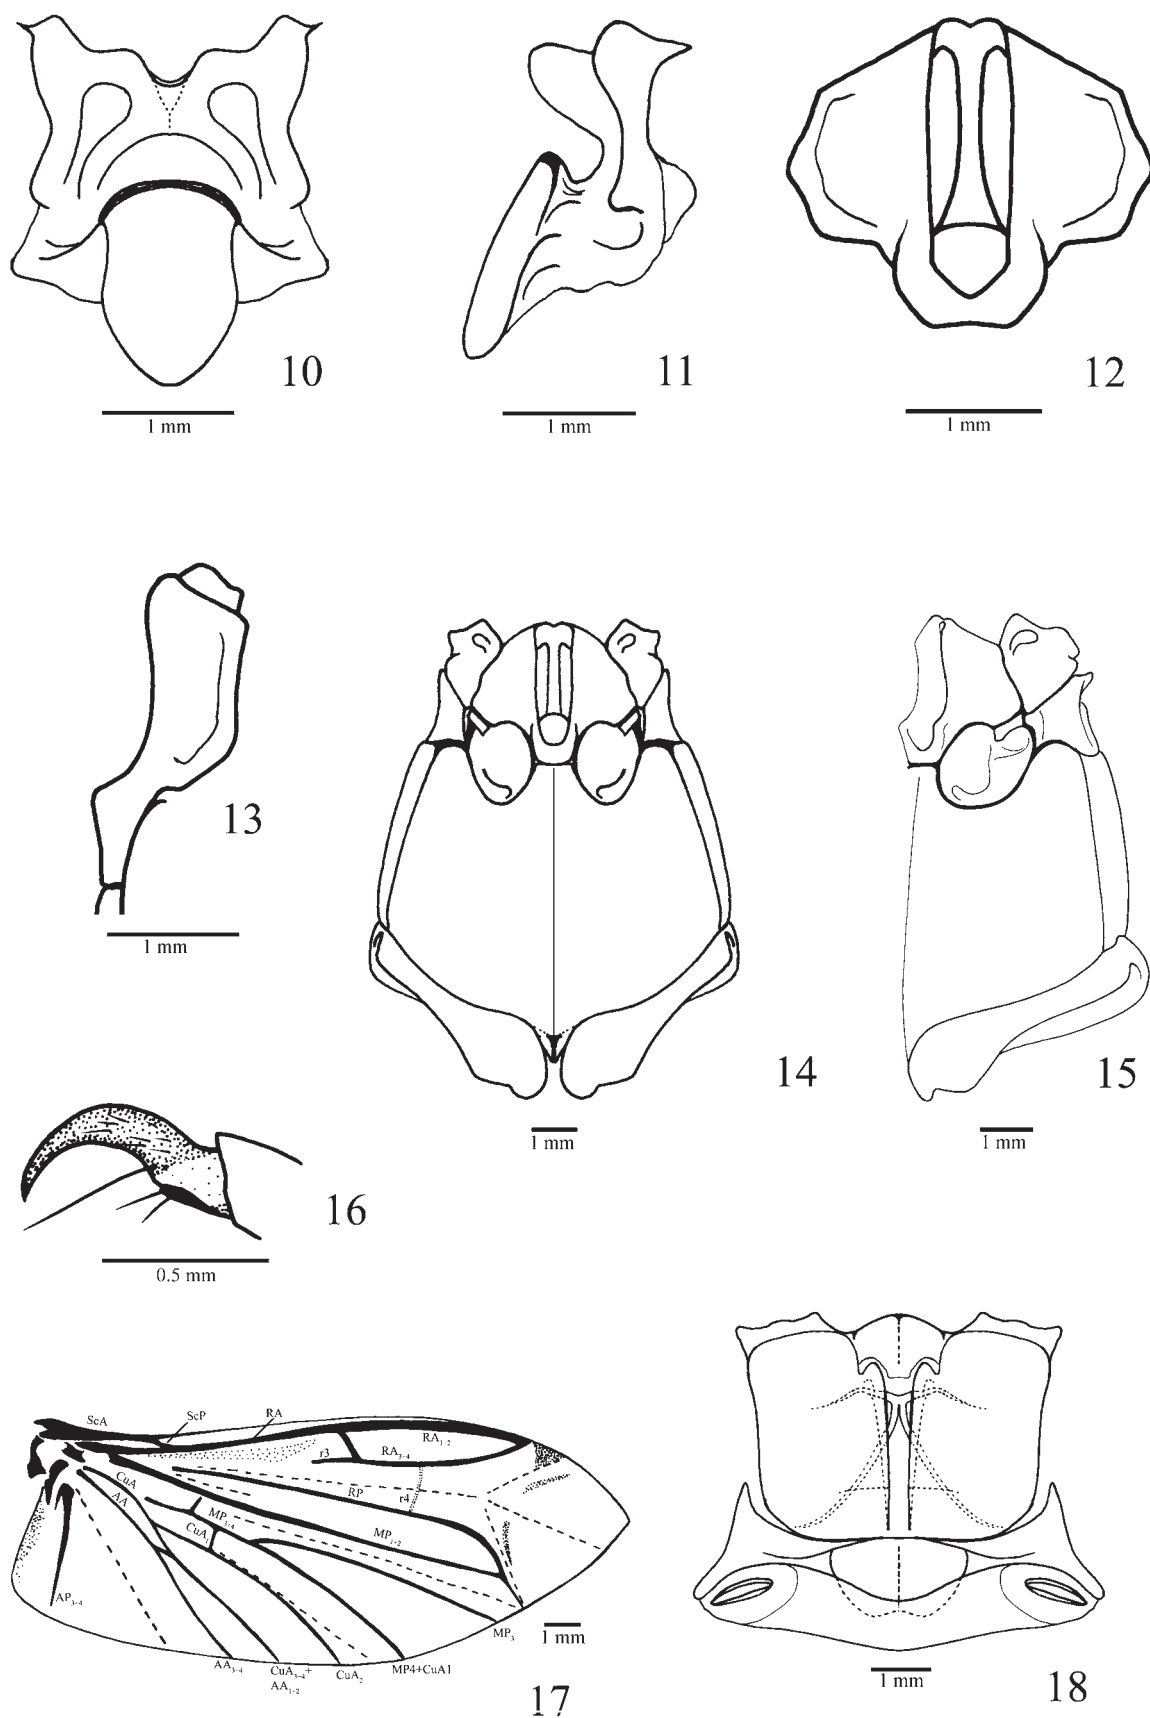 10
11
12
1 mm
1 mm
1 mm
13
1 mm
14
15
1 mm
1 mm
16
0.5 mm
ScA
ScP
RA
RA₁₋₂
r3
RA₃₋₄
CuA
RP
r4
AA
MP₃₊₄
CuA₁
MP₁₊₂
AP₃₋₄
1 mm
MP₃
AA₃₋₄
CuA₃₋₄+
AA₁₋₂
CuA₂
MP4+CuA1
17
1 mm
18